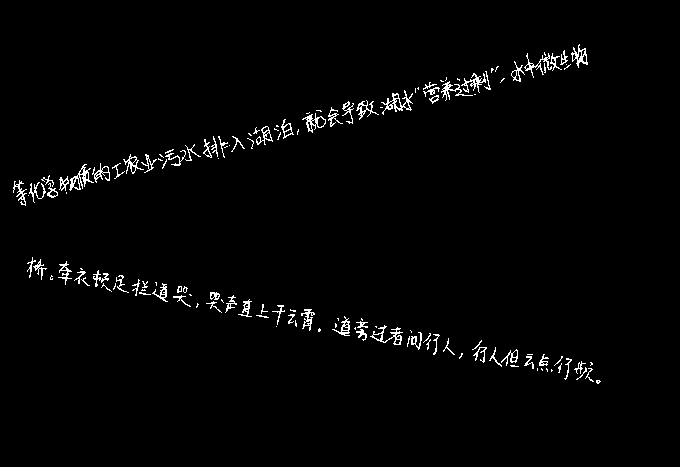 等化学物质的工农业污水排入湖泊,就会导致湖水"营养过剩",水中微生物
桥。牵衣顿足拦道哭,哭声直上干云霄。道旁过者问行人,行人但云点行频。